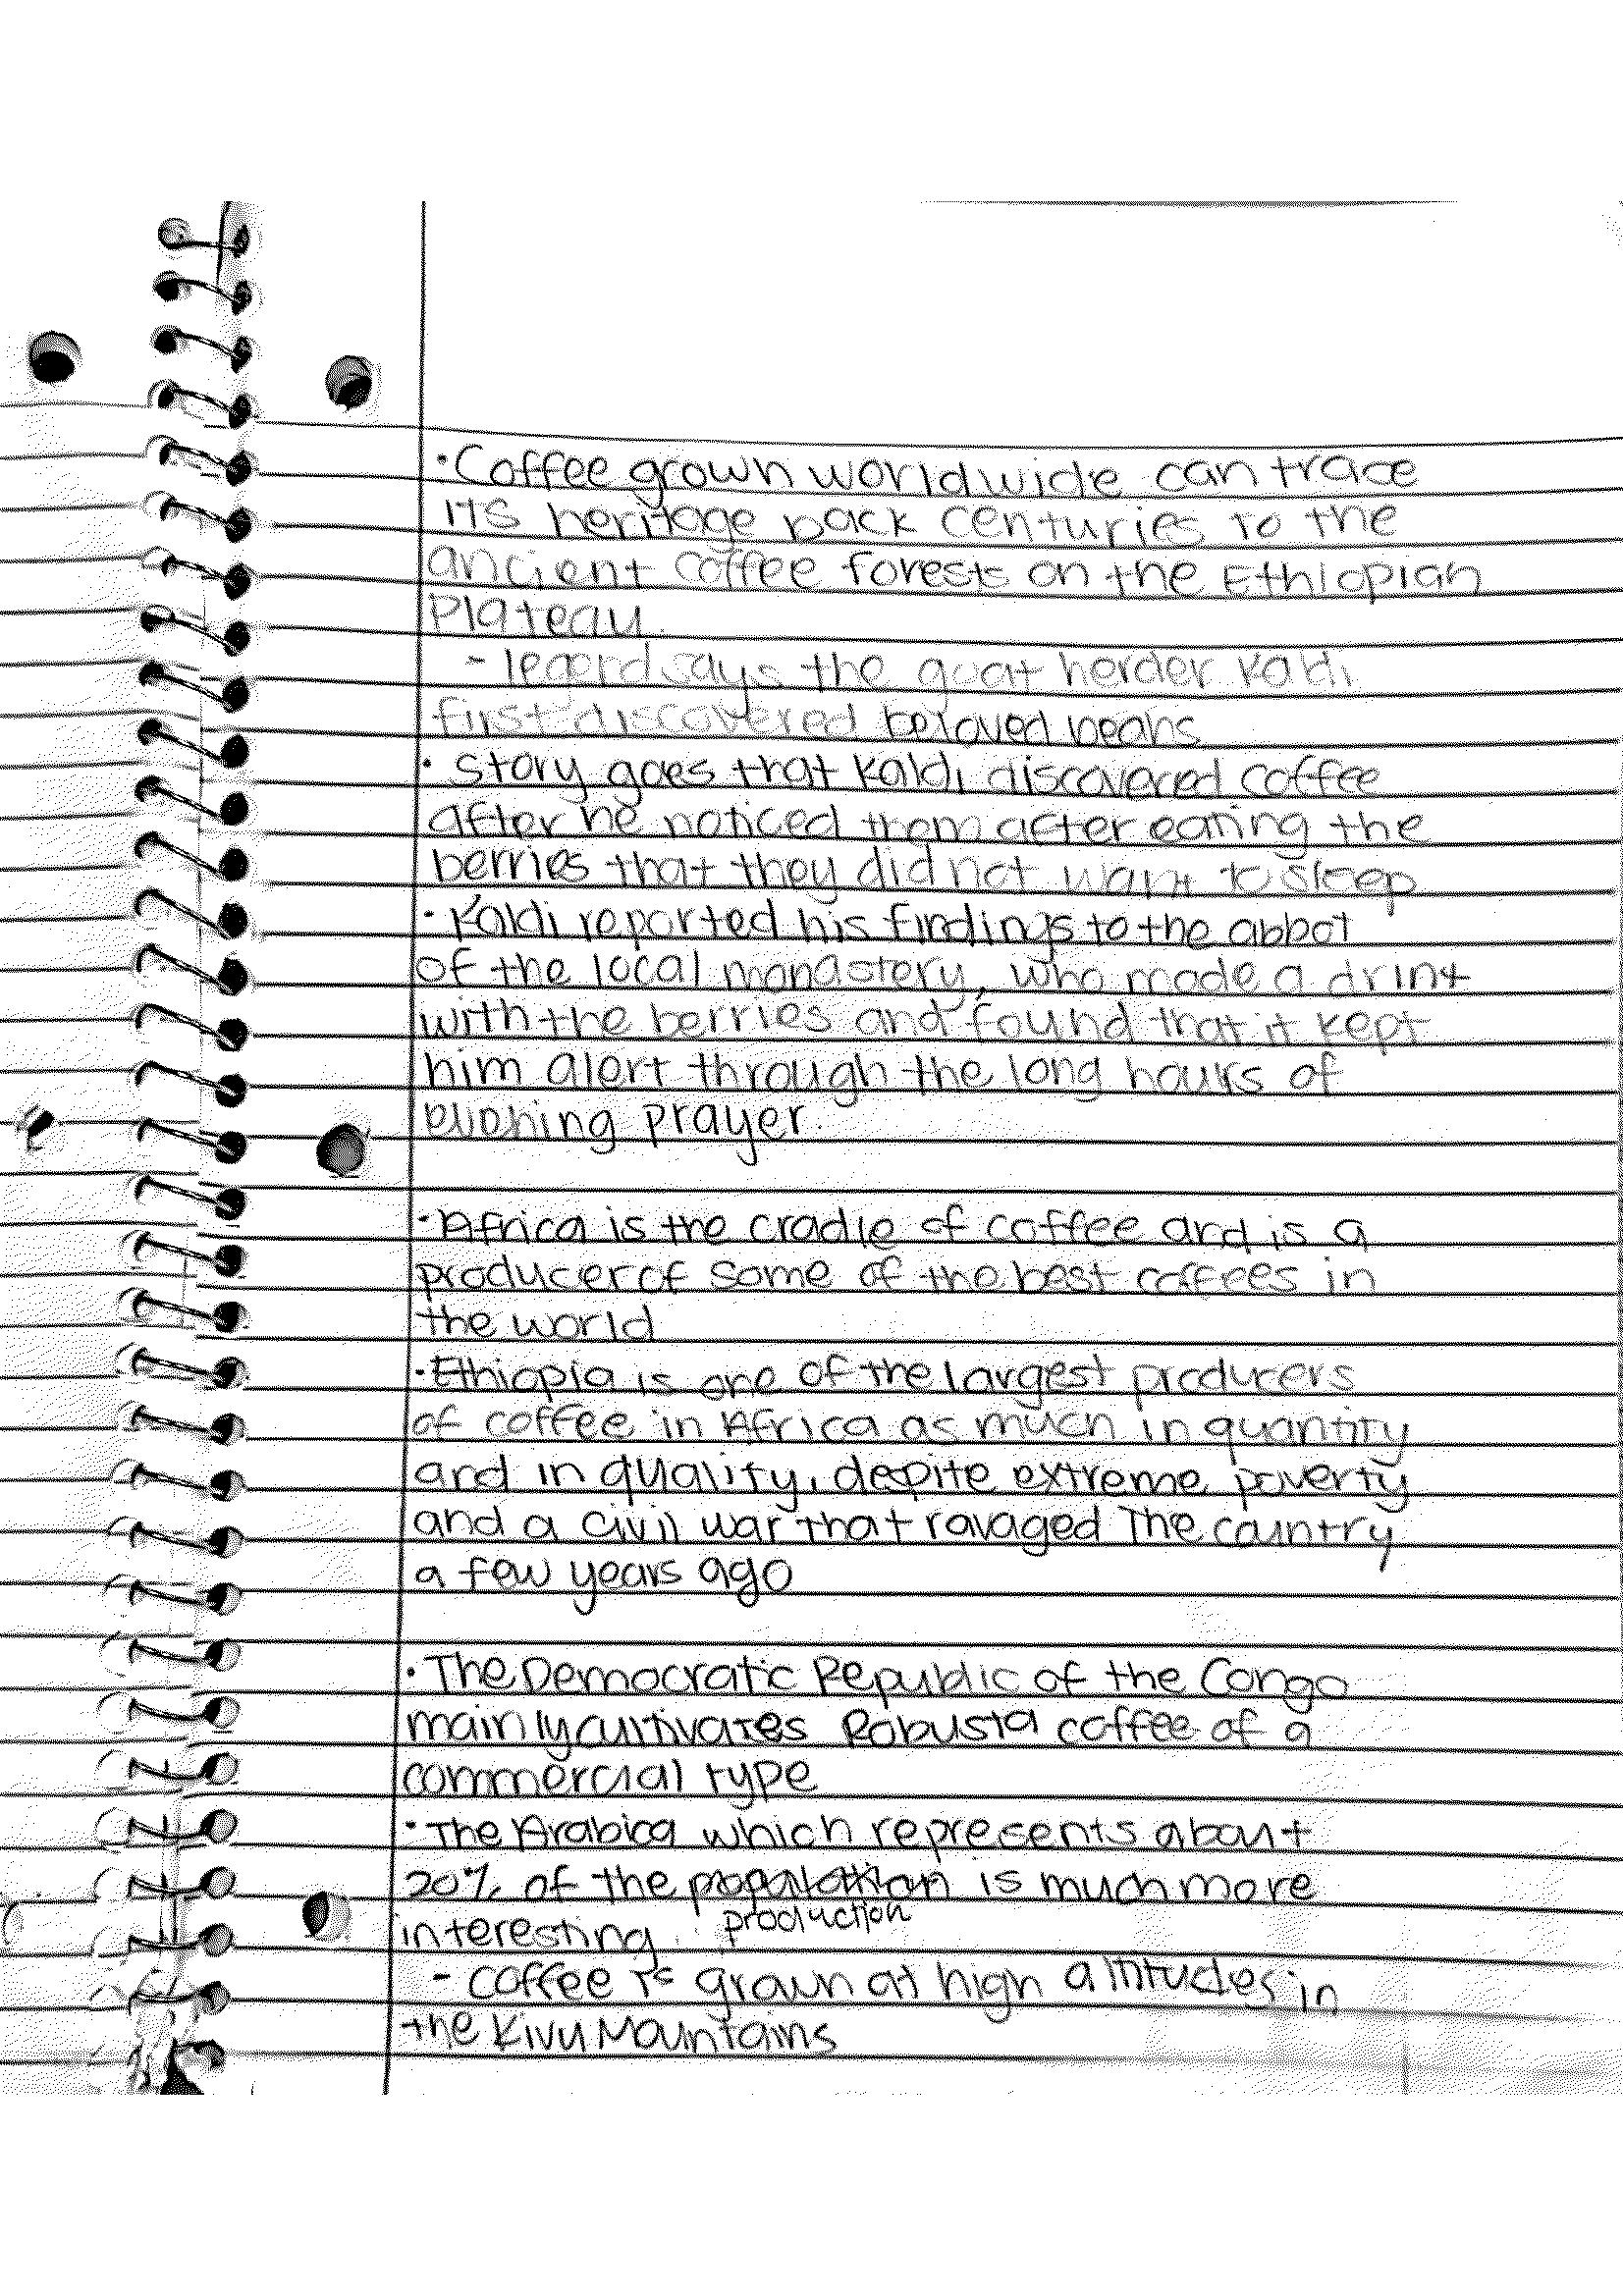 · Coffee grown worldwide can trace
its heritage back centuries to the
ancient coffee forests on the Ethiopian
Plateau.
- legend says the goat herder Kaldi
first discovered beloved beans
· Story goes that Kaldi discovered coffee
after he noticed them after eating the
berries that they did not want to sleep
· Kaldi reported his findings to the abbot
of the local monastery, who made a drink
with the berries and found that it kept
him alert through the long hours of
evening prayer.
· Africa is the cradle of coffee and is a
producer of some of the best coffees in
the world
· Ethiopia is one of the largest producers
of coffee in Africa as much in quantity
and in quality, despite extreme poverty
and a civil war that ravaged The country
a few years ago
· The Democratic Republic of the Congo
mainly cultivates Robusta coffee of a
commercial type
· The Arabica which represents about
20% of the population is much more
interesting. production
- Coffee is grown at high altitudes in
the Kivu Mountains